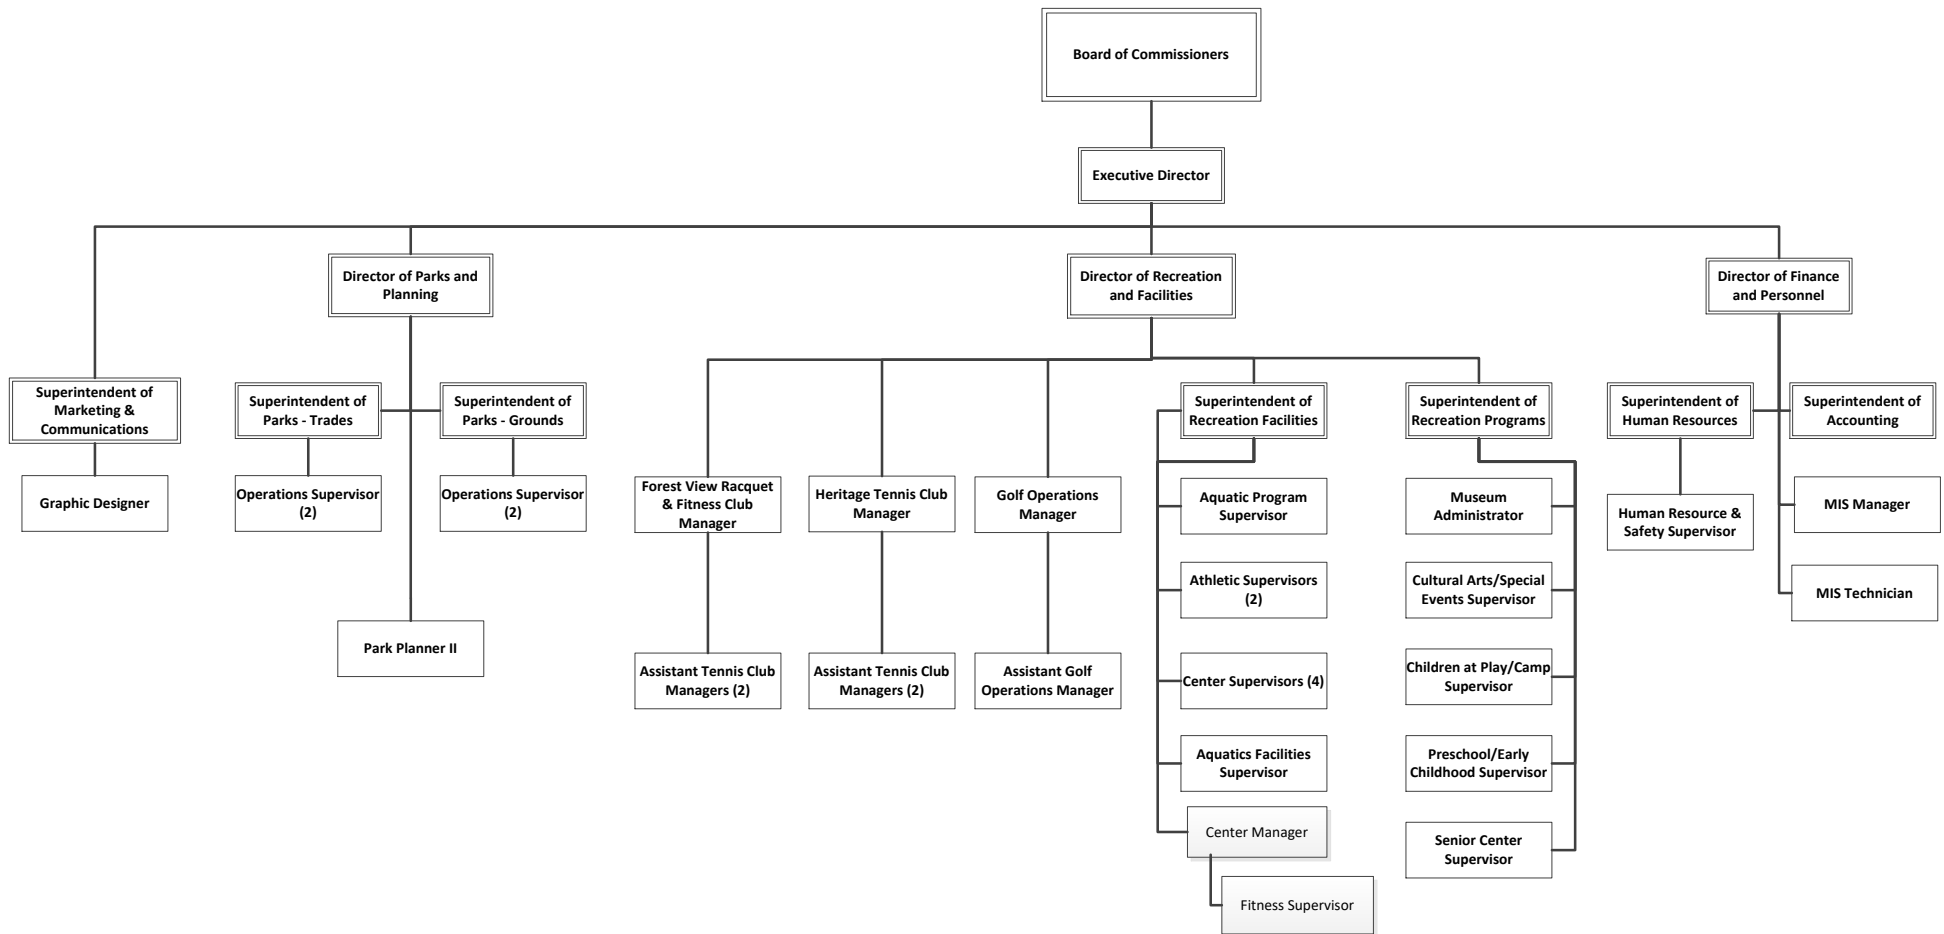 Board of Commissioners
Executive Director
Director of Parks and
Planning
Director of Recreation
and Facilities
Director of Finance
and Personnel
Superintendent of
Marketing &
Communications
Superintendent of
Parks - Trades
Superintendent of
Parks - Grounds
Superintendent of
Recreation Facilities
Superintendent of
Recreation Programs
Superintendent of
Human Resources
Superintendent of
Accounting
Graphic Designer
Operations Supervisor
(2)
Operations Supervisor
(2)
Forest View Racquet
& Fitness Club
Manager
Heritage Tennis Club
Manager
Golf Operations
Manager
Aquatic Program
Supervisor
Museum
Administrator
Human Resource &
Safety Supervisor
MIS Manager
Athletic Supervisors
(2)
Cultural Arts/Special
Events Supervisor
MIS Technician
Park Planner II
Assistant Tennis Club
Managers (2)
Assistant Tennis Club
Managers (2)
Assistant Golf
Operations Manager
Center Supervisors (4)
Children at Play/Camp
Supervisor
Aquatics Facilities
Supervisor
Preschool/Early
Childhood Supervisor
Center Manager
Senior Center
Supervisor
Fitness Supervisor